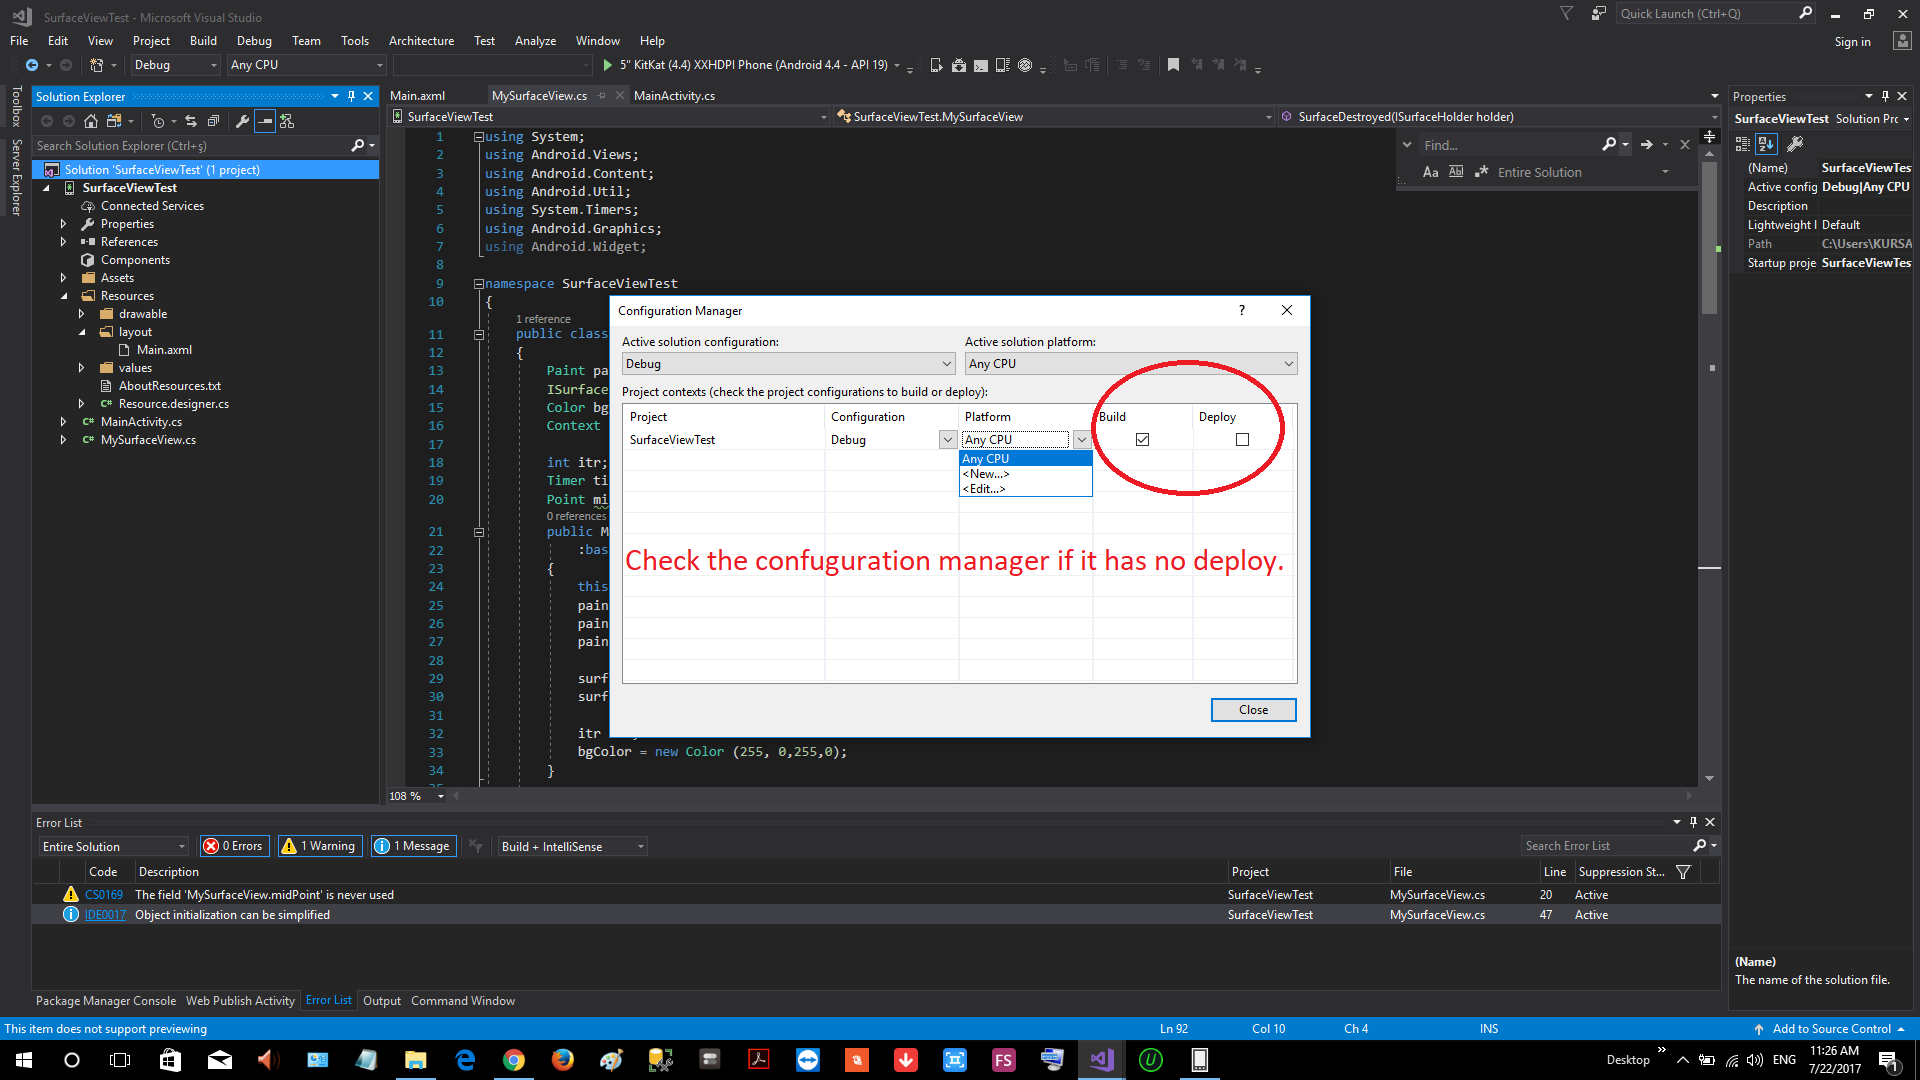 SurfaceViewTest - Microsoft Visual Studio
Quick Launch (Ctrl+Q)
File Edit View Project Build Debug Team Tools Architecture Test Analyze Window Help
Sign in
Debug
Any CPU
5" KitKat (4.4) XXHDPI Phone (Android 4.4 - API 19)
Toolbox
Server Explorer
Solution Explorer
Search Solution Explorer (Ctrl+ş)
Solution 'SurfaceViewTest' (1 project)
SurfaceViewTest
Connected Services
Properties
References
Components
Assets
Resources
drawable
layout
Main.axml
values
AboutResources.txt
Resource.designer.cs
MainActivity.cs
MySurfaceView.cs
Main.axml
MySurfaceView.cs
MainActivity.cs
SurfaceViewTest
SurfaceViewTest.MySurfaceView
SurfaceDestroyed(ISurfaceHolder holder)
Find...
Aa Ab
Entire Solution
1 using System;
2 using Android.Views;
3 using Android.Content;
4 using Android.Util;
5 using System.Timers;
6 using Android.Graphics;
7 using Android.Widget;
8
9 namespace SurfaceViewTest
10 {
1 reference
11 public class
12 {
13 Paint pa
14 ISurface
15 Color bg
16 Context
17
18 int itr;
19 Timer ti
20 Point mi
0 references
21 public M
22 :bas
23 {
24 this
25 pain
26 pain
27 pain
28
29 surf
30 surf
31
32 itr
33 bgColor = new Color (255, 0,255,0);
34 }
108 %
Configuration Manager
?
Active solution configuration:
Debug
Active solution platform:
Any CPU
Project contexts (check the project configurations to build or deploy):
Project Configuration Platform Build Deploy
SurfaceViewTest Debug Any CPU
Any CPU
<New...>
<Edit...>
Check the confuguration manager if it has no deploy.
Close
Properties
SurfaceViewTest Solution Prc
(Name) SurfaceViewTes
Active config Debug|Any CPU
Description
Lightweight l Default
Path C:\Users\KURSA
Startup proje SurfaceViewTes
(Name)
The name of the solution file.
Error List
Entire Solution
0 Errors
1 Warning
1 Message
Build + IntelliSense
Search Error List
Code Description Project File Line Suppression St...
CS0169 The field 'MySurfaceView.midPoint' is never used SurfaceViewTest MySurfaceView.cs 20 Active
IDE0017 Object initialization can be simplified SurfaceViewTest MySurfaceView.cs 47 Active
Package Manager Console Web Publish Activity Error List Output Command Window
This item does not support previewing
Ln 92 Col 10 Ch 4 INS
Add to Source Control
FS
Desktop
ENG
11:26 AM
7/22/2017
1